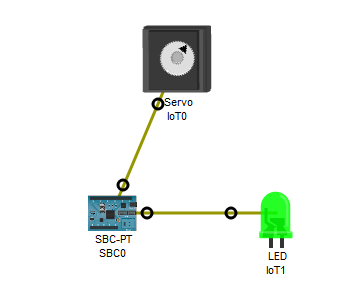 Servo
IoT0
SBC-PT
SBC0
LED
IoT1